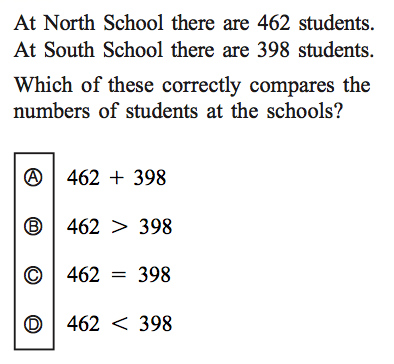 At North School there are 462 students.
At South School there are 398 students.
Which of these correctly compares the
numbers of students at the schools?
Ⓐ 462 + 398
Ⓑ 462 > 398
Ⓒ 462 = 398
Ⓓ 462 < 398